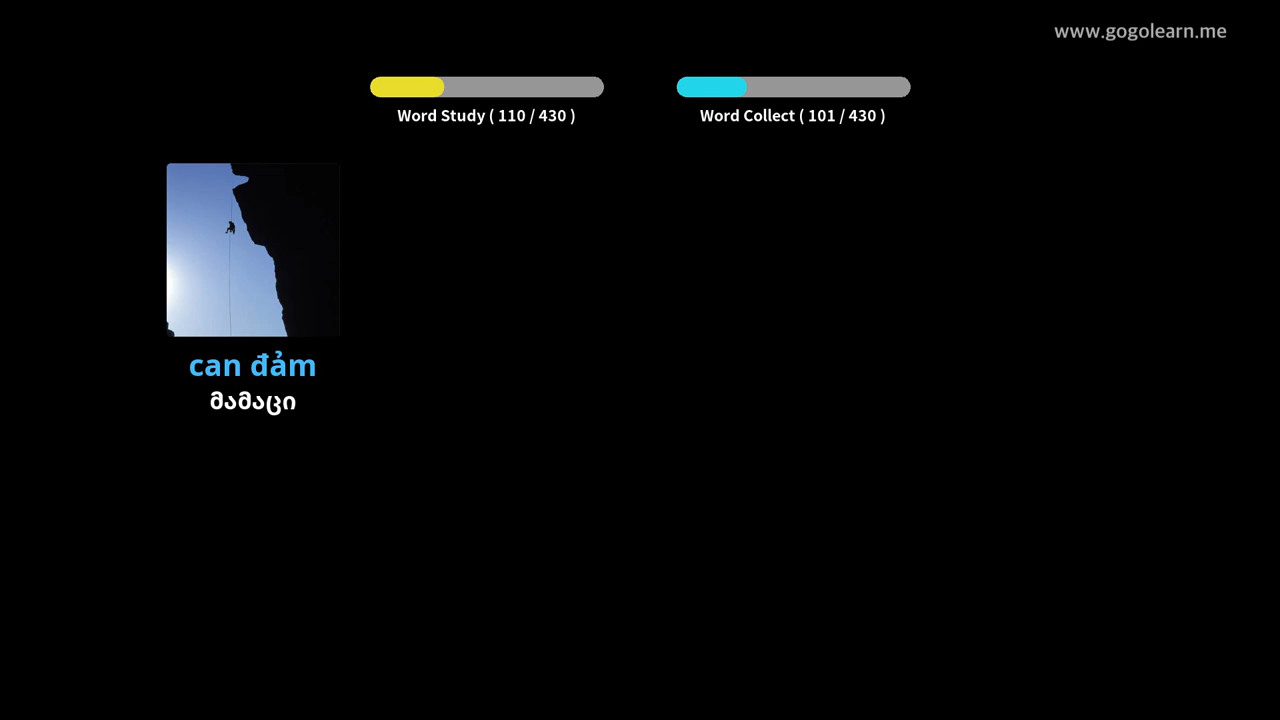 www.gogolearn.me
Word Study ( 110 / 430 )
Word Collect ( 101 / 430 )
can đảm
მამაცი